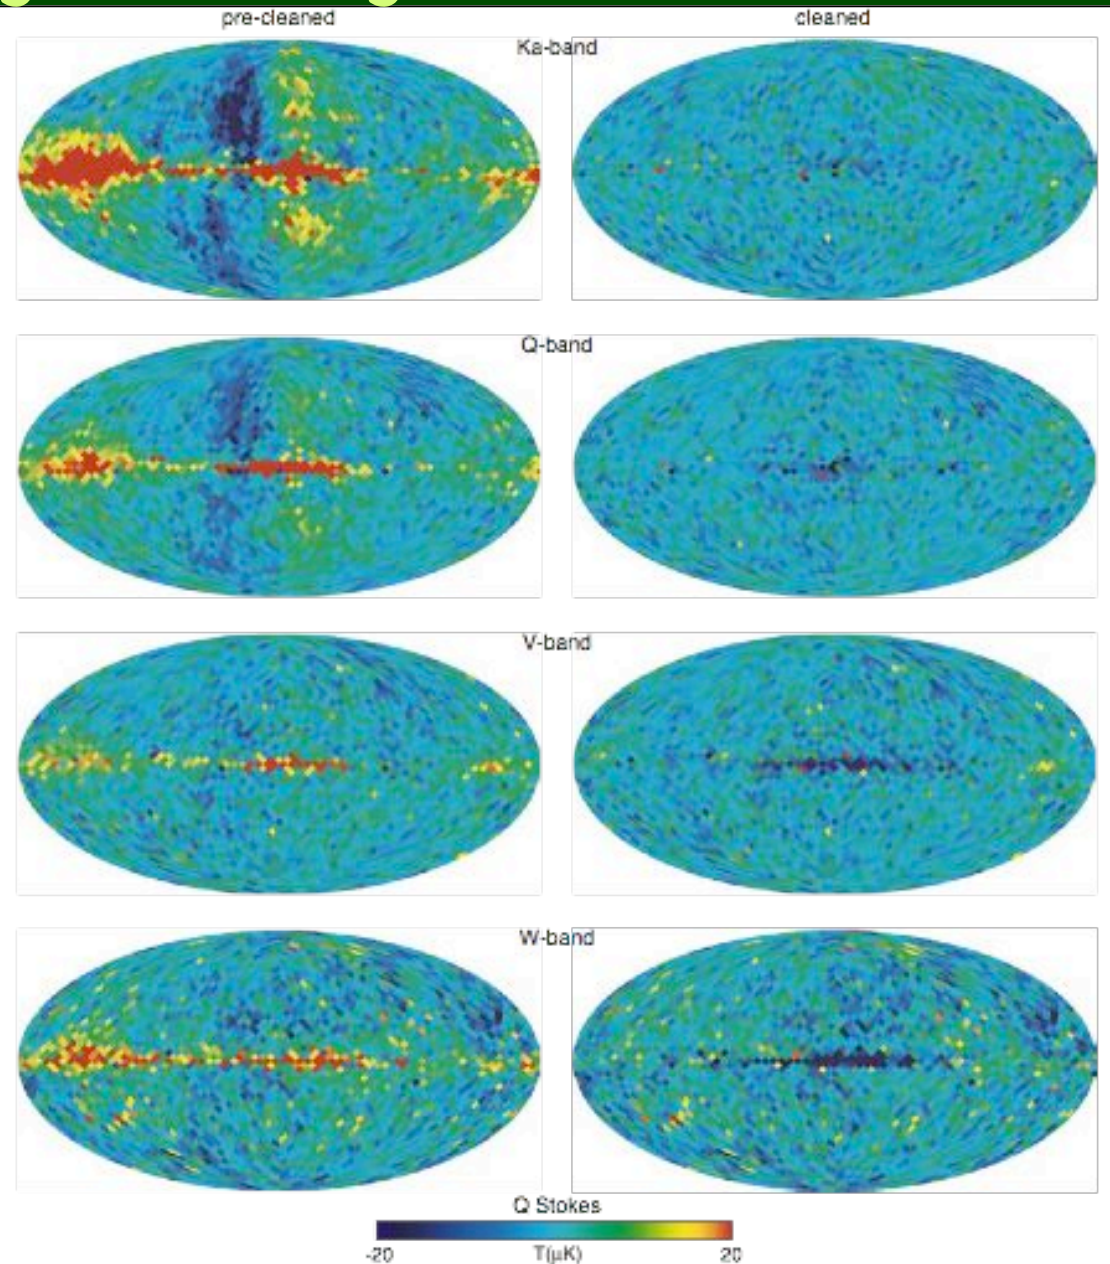 pre-cleaned cleaned
Ka-band
Q-band
V-band
W-band
Q Stokes
-20 T(μK) 20